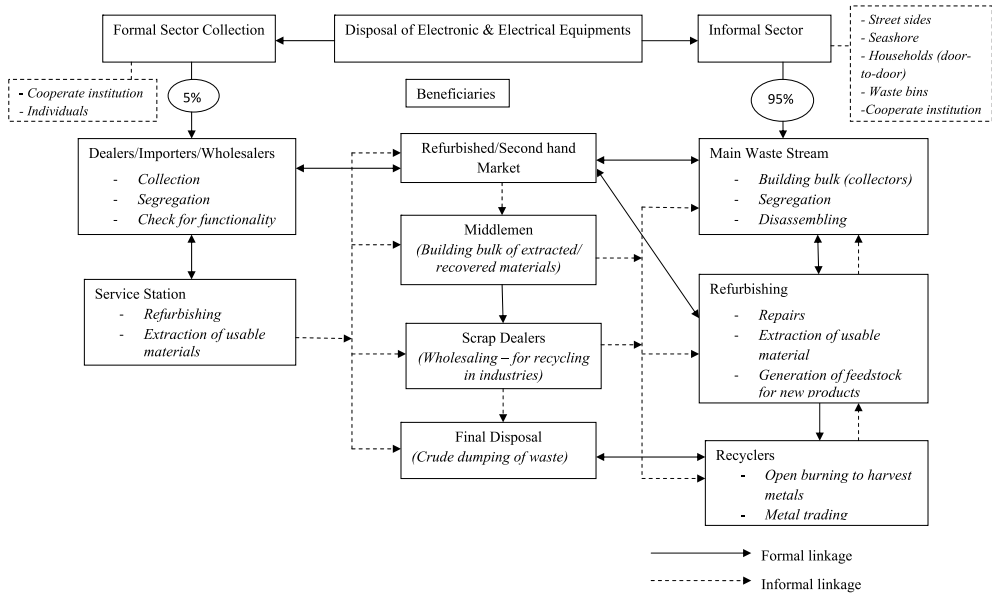 Formal Sector Collection
Disposal of Electronic & Electrical Equipments
Informal Sector
- Street sides
- Seashore
- Households (door-
to-door)
- Waste bins
-Cooperate institution
- Cooperate institution
- Individuals
5%
Beneficiaries
95%
Dealers/Importers/Wholesalers
- Collection
- Segregation
- Check for functionality
Refurbished/Second hand
Market
Main Waste Stream
- Building bulk (collectors)
- Segregation
- Disassembling
Middlemen
(Building bulk of extracted/
recovered materials)
Service Station
- Refurbishing
- Extraction of usable
materials
Refurbishing
- Repairs
- Extraction of usable
material
- Generation of feedstock
for new products
Scrap Dealers
(Wholesaling – for recycling
in industries)
Final Disposal
(Crude dumping of waste)
Recyclers
- Open burning to harvest
metals
- Metal trading
Formal linkage
Informal linkage